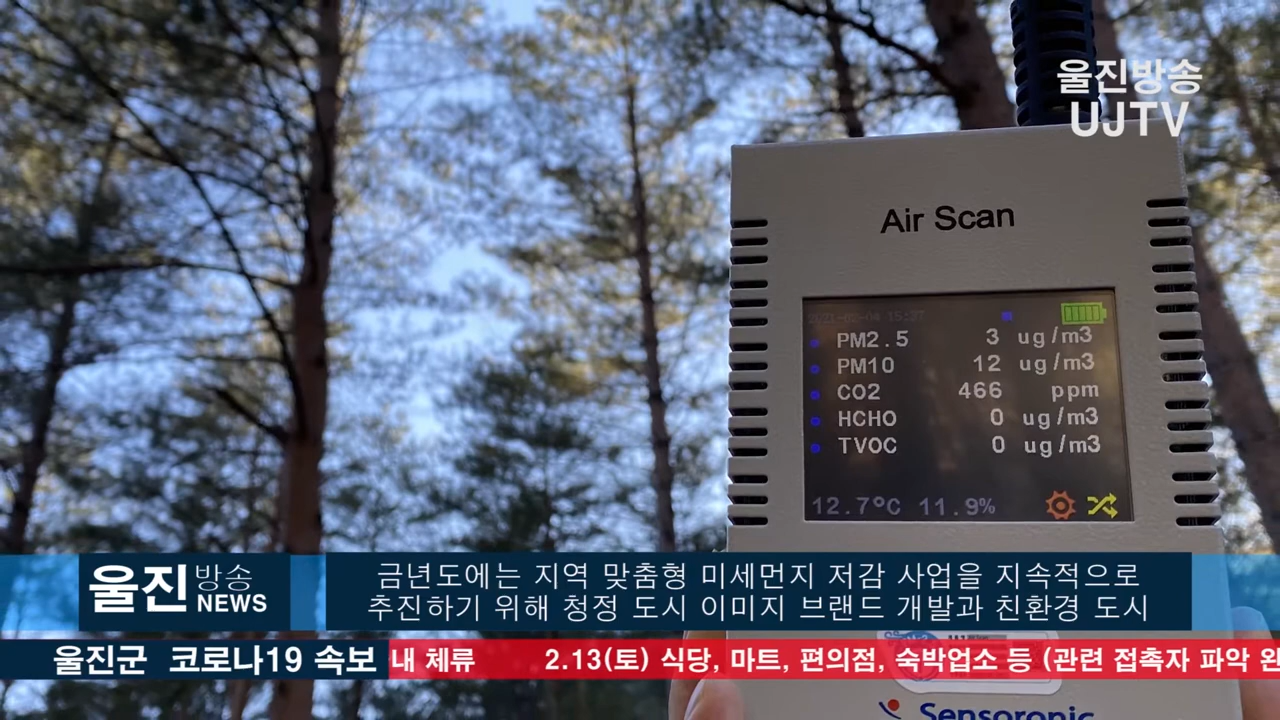 울진방송
UJTV
Air Scan
15:37
PM2.5 3 ug/m3
PM10 12 ug/m3
CO2 466 ppm
HCHO 0 ug/m3
TVOC 0 ug/m3
12.7°C 11.9%
울진방송 NEWS
금년도에는 지역 맞춤형 미세먼지 저감 사업을 지속적으로
추진하기 위해 청정 도시 이미지 브랜드 개발과 친환경 도시
울진군 코로나19 속보 내 체류 2.13(토) 식당, 마트, 편의점, 숙박업소 등 (관련 접촉자 파악 완
Sensoronic